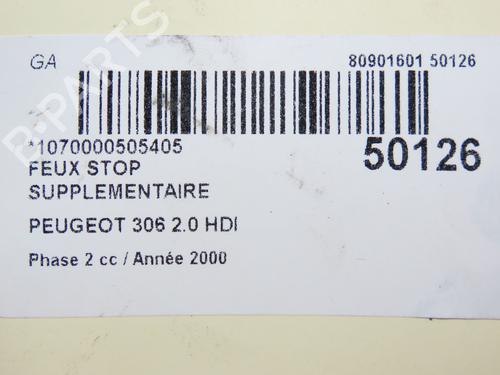 GA
80901601 50126
*1070000505405
50126
FEUX STOP
SUPPLEMENTAIRE
PEUGEOT 306 2.0 HDI
Phase 2 cc / Année 2000
B-PARTS